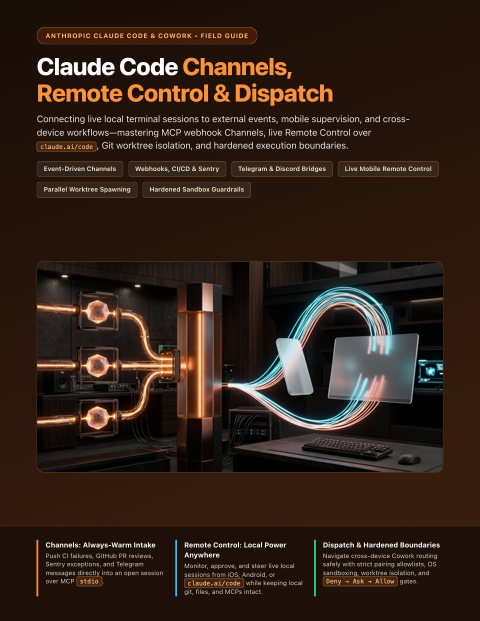 ANTHROPIC CLAUDE CODE & COWORK • FIELD GUIDE
Claude Code Channels,
Remote Control & Dispatch
Connecting live local terminal sessions to external events, mobile supervision, and cross-
device workflows—mastering MCP webhook Channels, live Remote Control over
claude.ai/code, Git worktree isolation, and hardened execution boundaries.
Event-Driven Channels
Webhooks, CI/CD & Sentry
Telegram & Discord Bridges
Live Mobile Remote Control
Parallel Worktree Spawning
Hardened Sandbox Guardrails
Channels: Always-Warm Intake
Push CI failures, GitHub PR reviews,
Sentry exceptions, and Telegram
messages directly into an open session
over MCP stdio.
Remote Control: Local Power
Anywhere
Monitor, approve, and steer live local
sessions from iOS, Android, or
claude.ai/code while keeping local
git, files, and MCPs intact.
Dispatch & Hardened Boundaries
Navigate cross-device Cowork routing
safely with strict pairing allowlists, OS
sandboxing, worktree isolation, and
Deny → Ask → Allow gates.